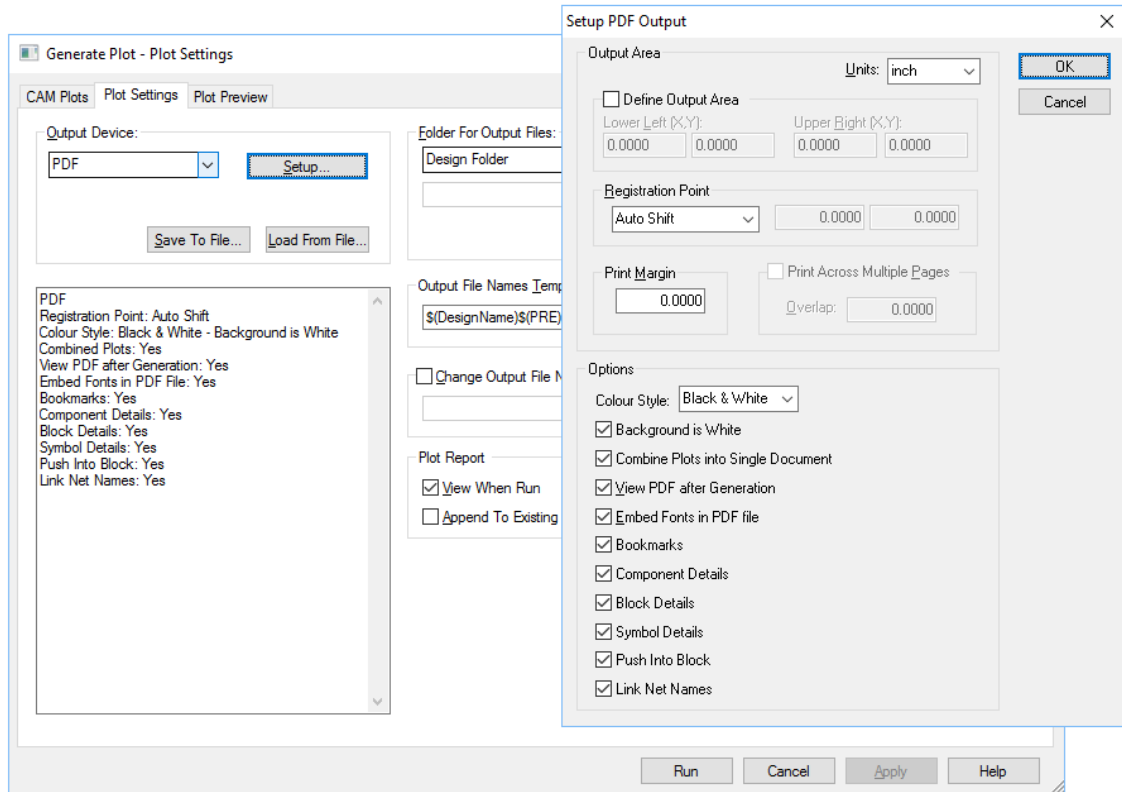 Generate Plot - Plot Settings
CAM Plots
Plot Settings
Plot Preview
Output Device:
PDF
Setup...
Save To File...
Load From File...
PDF
Registration Point: Auto Shift
Colour Style: Black & White - Background is White
Combined Plots: Yes
View PDF after Generation: Yes
Embed Fonts in PDF File: Yes
Bookmarks: Yes
Component Details: Yes
Block Details: Yes
Symbol Details: Yes
Push Into Block: Yes
Link Net Names: Yes
Folder For Output Files:
Design Folder
Output File Names Temp
$(DesignName)$(PRE)
Change Output File N
Plot Report
View When Run
Append To Existing
Run
Cancel
Apply
Help
Setup PDF Output
Output Area
Units: inch
OK
Cancel
Define Output Area
Lower Left (X,Y): Upper Right (X,Y):
0.0000 0.0000 0.0000 0.0000
Registration Point
Auto Shift 0.0000 0.0000
Print Margin
0.0000
Print Across Multiple Pages
Overlap: 0.0000
Options
Colour Style: Black & White
Background is White
Combine Plots into Single Document
View PDF after Generation
Embed Fonts in PDF file
Bookmarks
Component Details
Block Details
Symbol Details
Push Into Block
Link Net Names